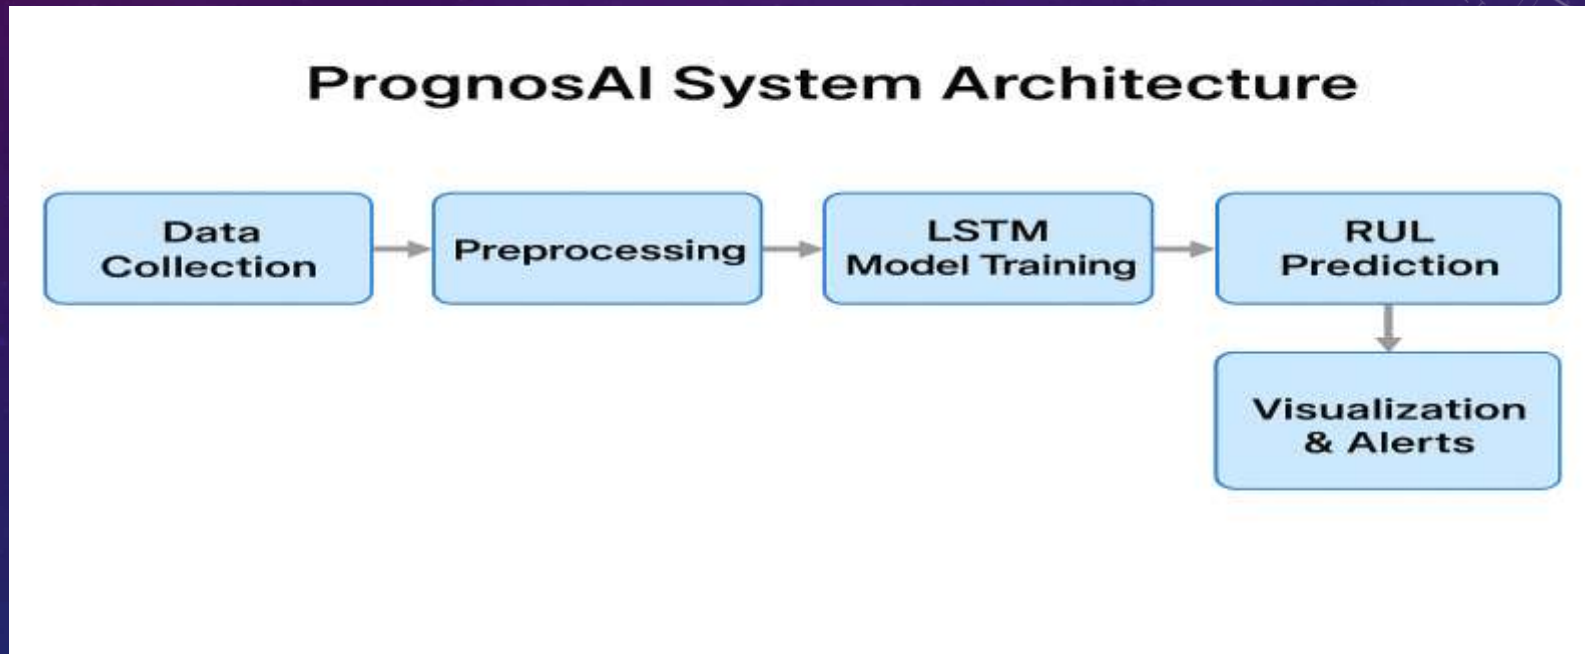 PrognosAI System Architecture
Data
Collection
Preprocessing
LSTM
Model Training
RUL
Prediction
Visualization
& Alerts